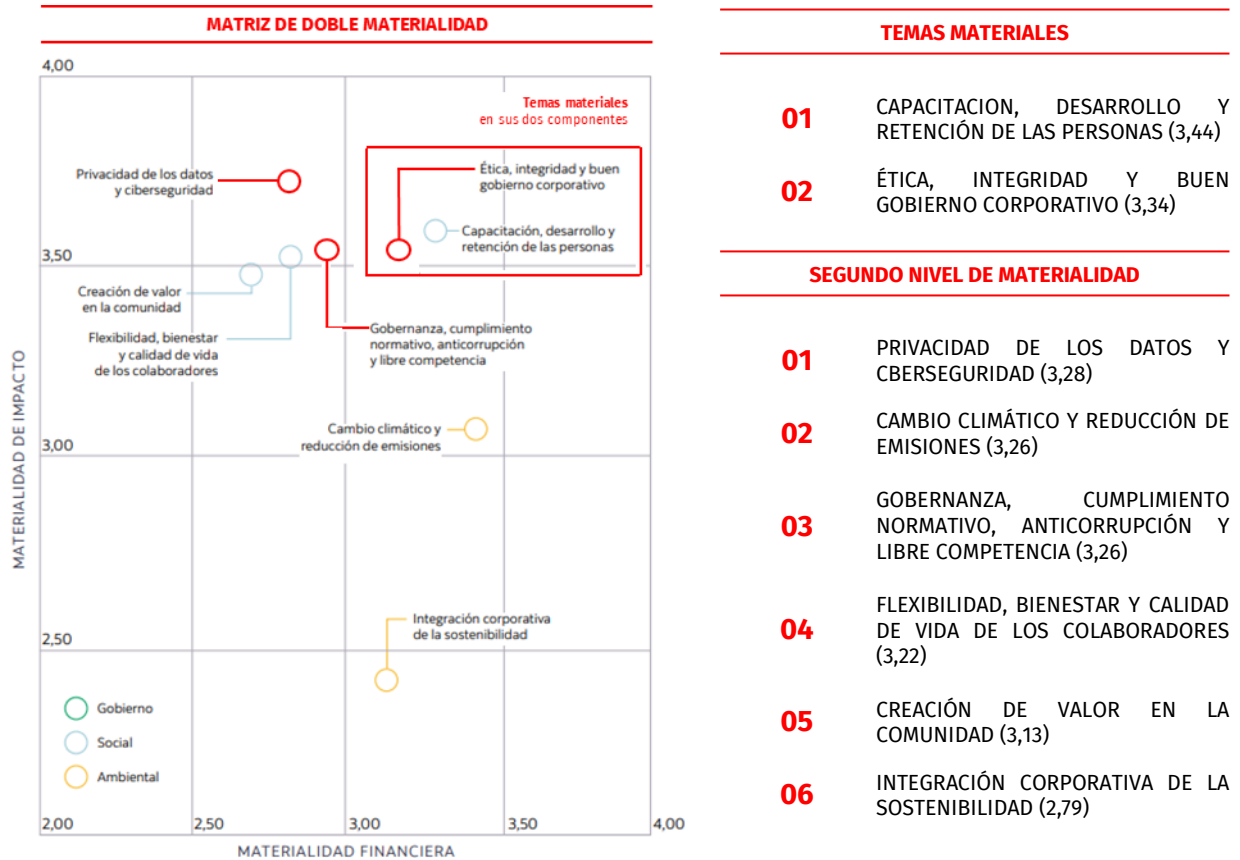 MATRIZ DE DOBLE MATERIALIDAD
4,00
Temas materiales
en sus dos componentes
Privacidad de los datos
y ciberseguridad
Ética, integridad y buen
gobierno corporativo
Capacitación, desarrollo y
retención de las personas
3,50
Creación de valor
en la comunidad
Flexibilidad, bienestar
y calidad de vida
de los colaboradores
Gobernanza, cumplimiento
normativo, anticorrupción
y libre competencia
Cambio climático y
reducción de emisiones
3,00
MATERIALIDAD DE IMPACTO
Integración corporativa
de la sostenibilidad
2,50
Gobierno
Social
Ambiental
2,00
2,50
3,00
3,50
4,00
MATERIALIDAD FINANCIERA
TEMAS MATERIALES
01
CAPACITACION, DESARROLLO Y
RETENCIÓN DE LAS PERSONAS (3,44)
02
ÉTICA, INTEGRIDAD Y BUEN
GOBIERNO CORPORATIVO (3,34)
SEGUNDO NIVEL DE MATERIALIDAD
01
PRIVACIDAD DE LOS DATOS Y
CBERSEGURIDAD (3,28)
02
CAMBIO CLIMÁTICO Y REDUCCIÓN DE
EMISIONES (3,26)
03
GOBERNANZA, CUMPLIMIENTO
NORMATIVO, ANTICORRUPCIÓN Y
LIBRE COMPETENCIA (3,26)
04
FLEXIBILIDAD, BIENESTAR Y CALIDAD
DE VIDA DE LOS COLABORADORES
(3,22)
05
CREACIÓN DE VALOR EN LA
COMUNIDAD (3,13)
06
INTEGRACIÓN CORPORATIVA DE LA
SOSTENIBILIDAD (2,79)